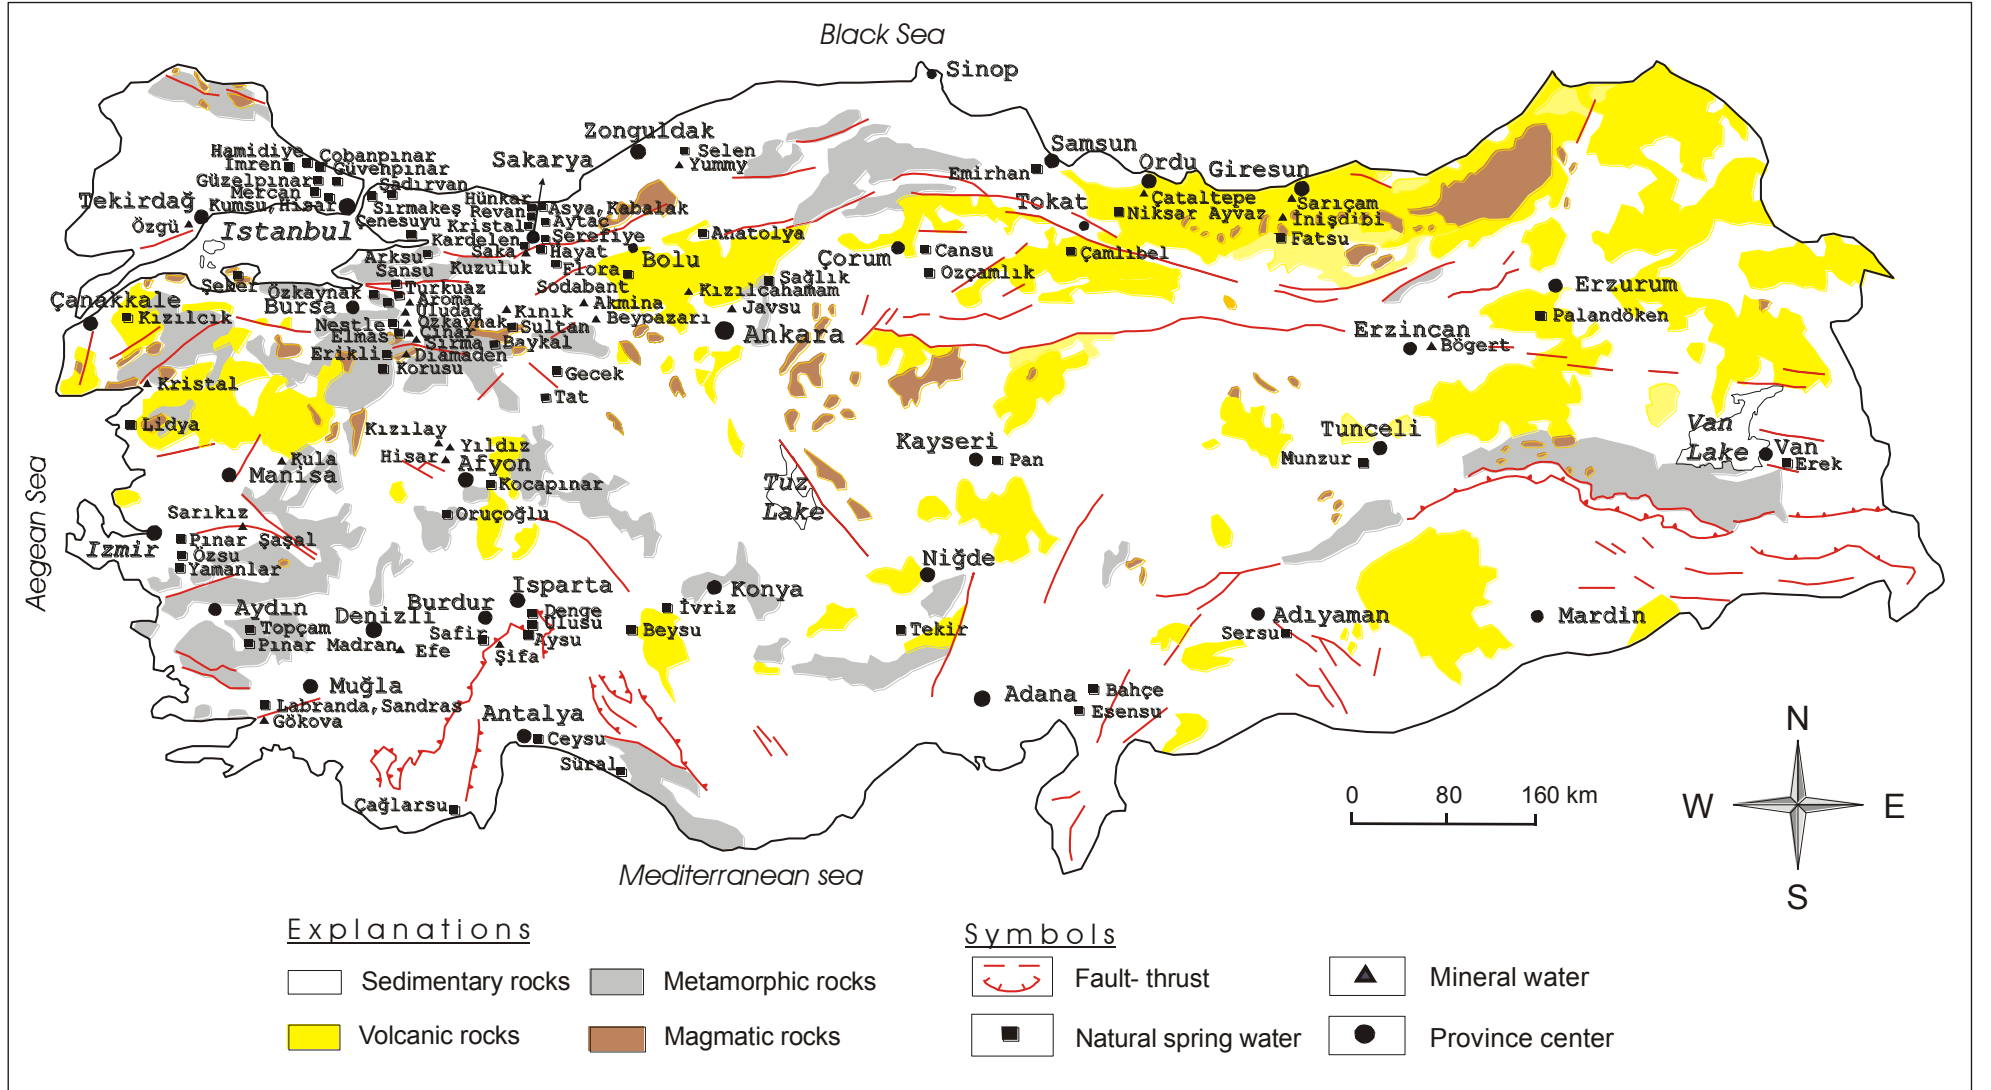 Black Sea
Sinop
Zonguldak
Selen
Yummy
Sakarya
Samsun
Emirhan
Ordu
Giresun
Hamidiye
Cobanpınar
Imren
Güvenpınar
Güzelpınar
Sadırvan
Mercan
Kumsu,Hisar
Tekirdağ
Özgü
Istanbul
Sırmakeş
Hünkar
Revan
Asya,Kabalak
Çenesuyu
Kristal
Aytaç
Kardelen
Serefiye
Saka
Hayat
Arksu
Sansu
Kuzuluk
Flora
Bolu
Anatolya
Tokat
Çataltepe
Niksar Ayvaz
Sarıçam
Inişdibi
Fatsu
Çorum
Cansu
Özçamlık
Çamlıbel
Şeker
Özkaynak
Turkuaz
Sodabant
Sağlık
Kızılcahamam
Çanakkale
Kızılcık
Bursa
Aroma
Uludağ
Kınık
Akmina
Beypazarı
Javsu
Erzurum
Palandöken
Nestle
Özkaynak
Sultan
Elmas
Çınar
Sırma
Baykal
Ankara
Erzincan
Bögert
Erikli
Diamaden
Korusu
Kristal
Gecek
Tat
Lidya
Kızılay
Yıldız
Hisar
Afyon
Kocapınar
Kula
Manisa
Oruçoğlu
Kayseri
Pan
Tunceli
Munzur
Van
Lake
Van
Erek
Tuz
Lake
Aegean Sea
Sarıkız
Izmir
Pınar Şaşal
Özsu
Yamanlar
Niğde
Isparta
Konya
Aydın
Denizli
Burdur
Denge
Ulusu
Aysu
İvriz
Beysu
Tekir
Adıyaman
Sersu
Mardin
Topçam
Pınar Madran
Efe
Safir
Şifa
Muğla
Labranda,Sandras
Gökova
Antalya
Ceysu
Süral
Adana
Bahçe
Esensu
Çağlarsu
N
W
E
S
0 80 160 km
Mediterranean sea
Explanations
Sedimentary rocks
Metamorphic rocks
Volcanic rocks
Magmatic rocks
Symbols
Fault- thrust
Mineral water
Natural spring water
Province center